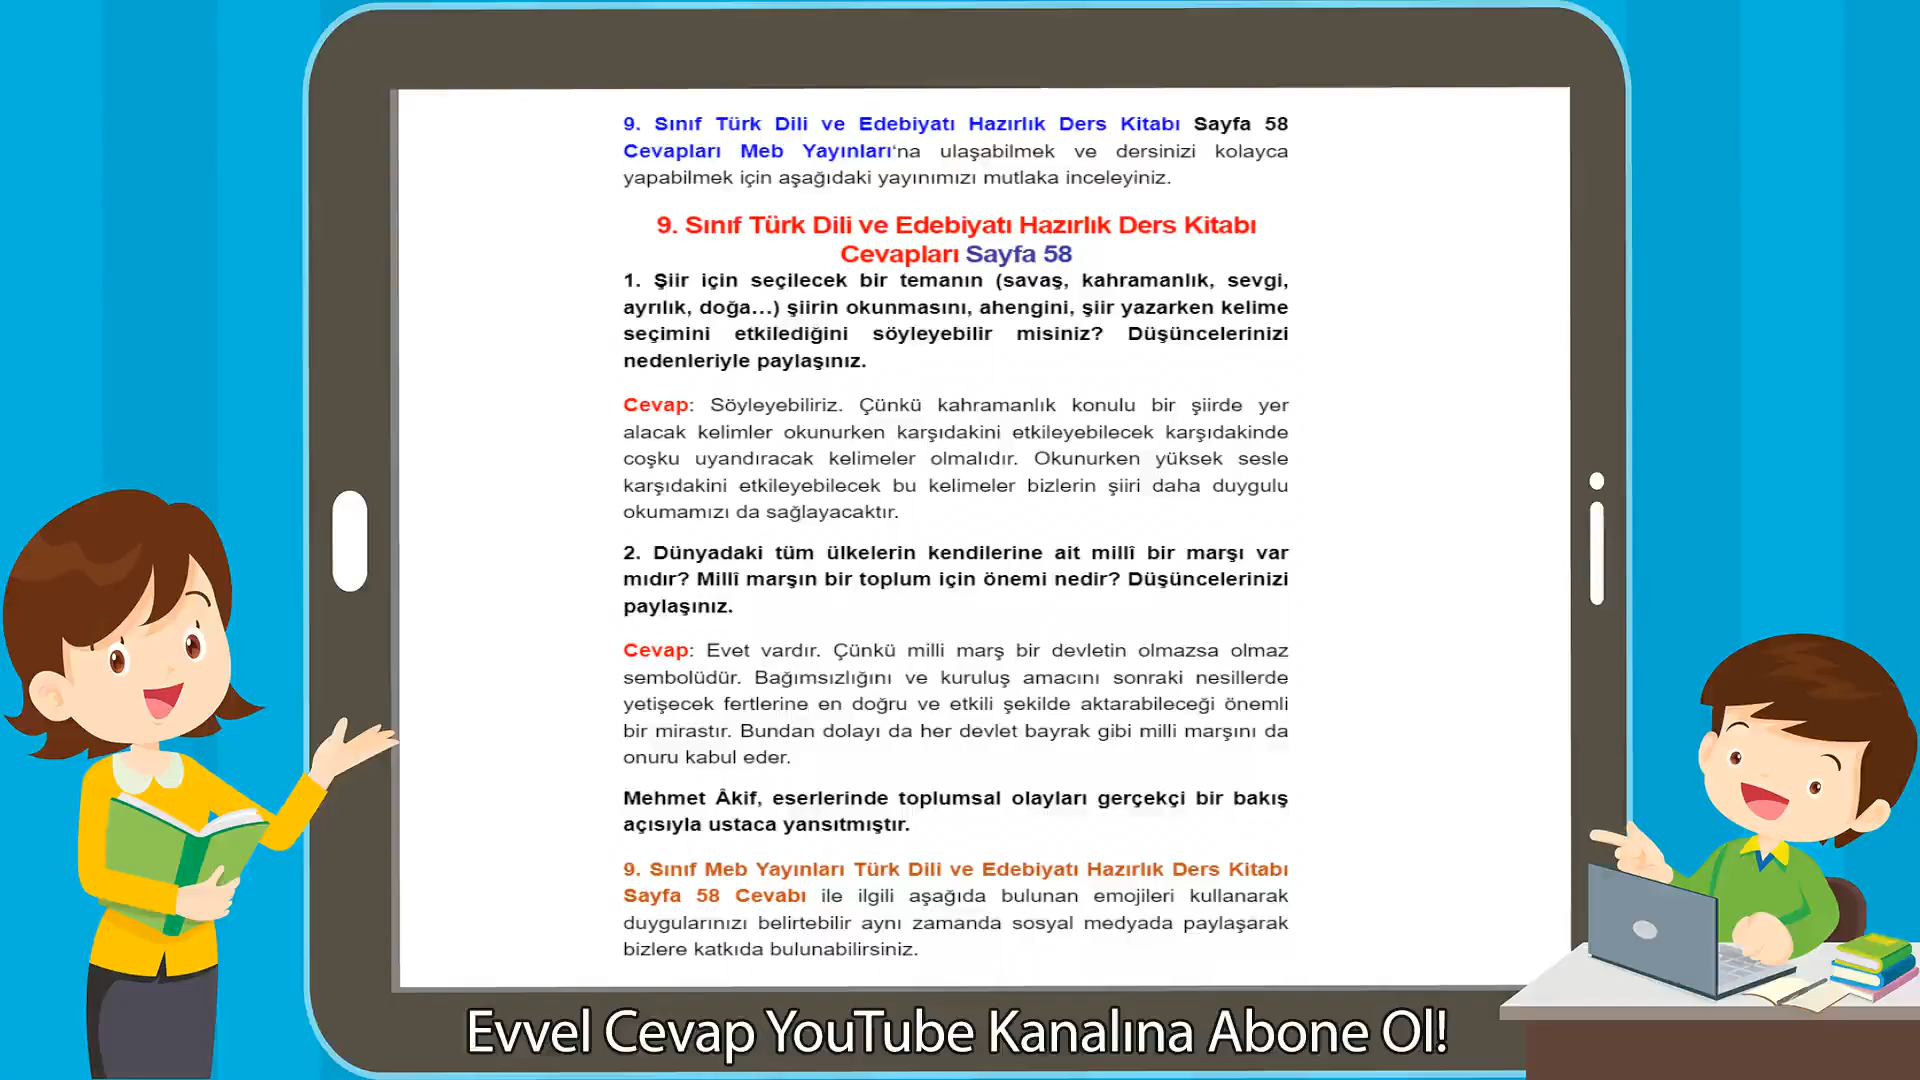 9. Sınıf Türk Dili ve Edebiyatı Hazırlık Ders Kitabı Sayfa 58
Cevapları Meb Yayınları‘na ulaşabilmek ve dersinizi kolayca
yapabilmek için aşağıdaki yayınımızı mutlaka inceleyiniz.
9. Sınıf Türk Dili ve Edebiyatı Hazırlık Ders Kitabı
Cevapları Sayfa 58
1. Şiir için seçilecek bir temanın (savaş, kahramanlık, sevgi,
ayrılık, doğa…) şiirin okunmasını, ahengini, şiir yazarken kelime
seçimini etkilediğini söyleyebilir misiniz? Düşüncelerinizi
nedenleriyle paylaşınız.
Cevap: Söyleyebiliriz. Çünkü kahramanlık konulu bir şiirde yer
alacak kelimler okunurken karşıdakini etkileyebilecek karşıdakinde
coşku uyandıracak kelimeler olmalıdır. Okunurken yüksek sesle
karşıdakini etkileyebilecek bu kelimeler bizlerin şiiri daha duygulu
okumamızı da sağlayacaktır.
2. Dünyadaki tüm ülkelerin kendilerine ait millî bir marşı var
mıdır? Millî marşın bir toplum için önemi nedir? Düşüncelerinizi
paylaşınız.
Cevap: Evet vardır. Çünkü milli marş bir devletin olmazsa olmaz
sembolüdür. Bağımsızlığını ve kuruluş amacını sonraki nesillerde
yetişecek fertlerine en doğru ve etkili şekilde aktarabileceği önemli
bir mirastır. Bundan dolayı da her devlet bayrak gibi milli marşını da
onuru kabul eder.
Mehmet Âkif, eserlerinde toplumsal olayları gerçekçi bir bakış
açısıyla ustaca yansıtmıştır.
9. Sınıf Meb Yayınları Türk Dili ve Edebiyatı Hazırlık Ders Kitabı
Sayfa 58 Cevabı ile ilgili aşağıda bulunan emojileri kullanarak
duygularınızı belirtebilir aynı zamanda sosyal medyada paylaşarak
bizlere katkıda bulunabilirsiniz.
Evvel Cevap YouTube Kanalına Abone Ol!